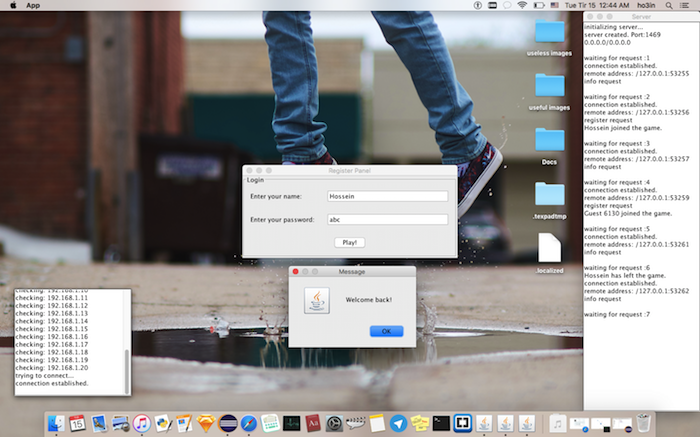 App
Tue Tir 15 12:44 AM ha3in
Server
initializing server...
server created. Port:1469
0.0.0.0/0.0.0.0
waiting for request :1
connection established.
remote address: /127.0.0.1:53255
info request
waiting for request :2
connection established.
remote address: /127.0.0.1:53256
register request
Hossein joined the game.
waiting for request :3
connection established.
remote address: /127.0.0.1:53257
info request
waiting for request :4
connection established.
remote address: /127.0.0.1:53259
register request
Guest 6130 joined the game.
waiting for request :5
connection established.
remote address: /127.0.0.1:53261
info request
waiting for request :6
Hossein has left the game.
connection established.
remote address: /127.0.0.1:53262
info request
waiting for request :7
useless images
useful images
Docs
.texpadtmp
.localized
Register Panel
Login
Enter your name: Hossein
Enter your password: abc
Play!
Message
Welcome back!
OK
checking: 192.168.1.10
checking: 192.168.1.11
checking: 192.168.1.12
checking: 192.168.1.13
checking: 192.168.1.14
checking: 192.168.1.15
checking: 192.168.1.16
checking: 192.168.1.17
checking: 192.168.1.18
checking: 192.168.1.19
checking: 192.168.1.20
trying to connect...
connection established.
15
Aa